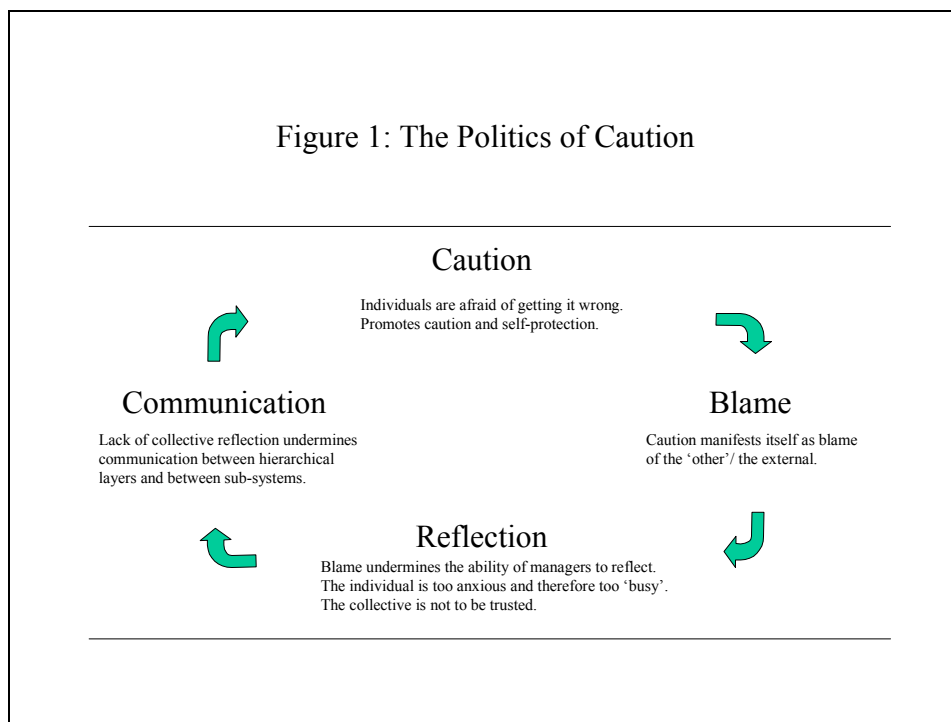 Figure 1: The Politics of Caution
Caution
Individuals are afraid of getting it wrong.
Promotes caution and self-protection.
Communication
Lack of collective reflection undermines
communication between hierarchical
layers and between sub-systems.
Blame
Caution manifests itself as blame
of the ‘other’/ the external.
Reflection
Blame undermines the ability of managers to reflect.
The individual is too anxious and therefore too ‘busy’.
The collective is not to be trusted.